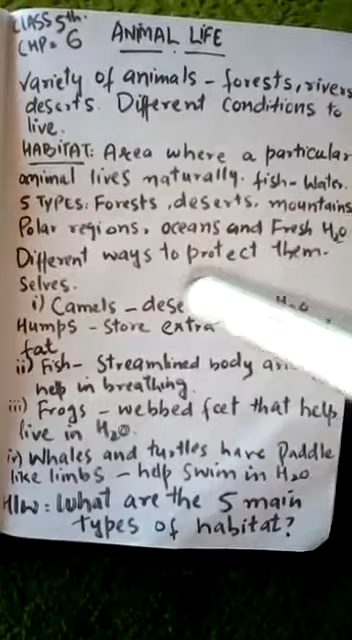 CLASS 5th.
CHP = 6 ANIMAL LIFE
Variety of animals - forests, rivers
deserts. Different conditions to
live.
HABITAT: Area where a particular
animal lives naturally. fish - Water.
5 TYPES: Forests, deserts, mountains
Polar regions, oceans and Fresh H2O
Different ways to protect them-
selves.
i) Camels - dese H2O
Humps - Store extra
fat
ii) Fish - Streamlined body an
help in breathing.
iii) Frogs - webbed feet that help
live in H2O.
iv) Whales and turtles have Paddle
like limbs - help swim in H2O
H/W: What are the 5 main
types of habitat?